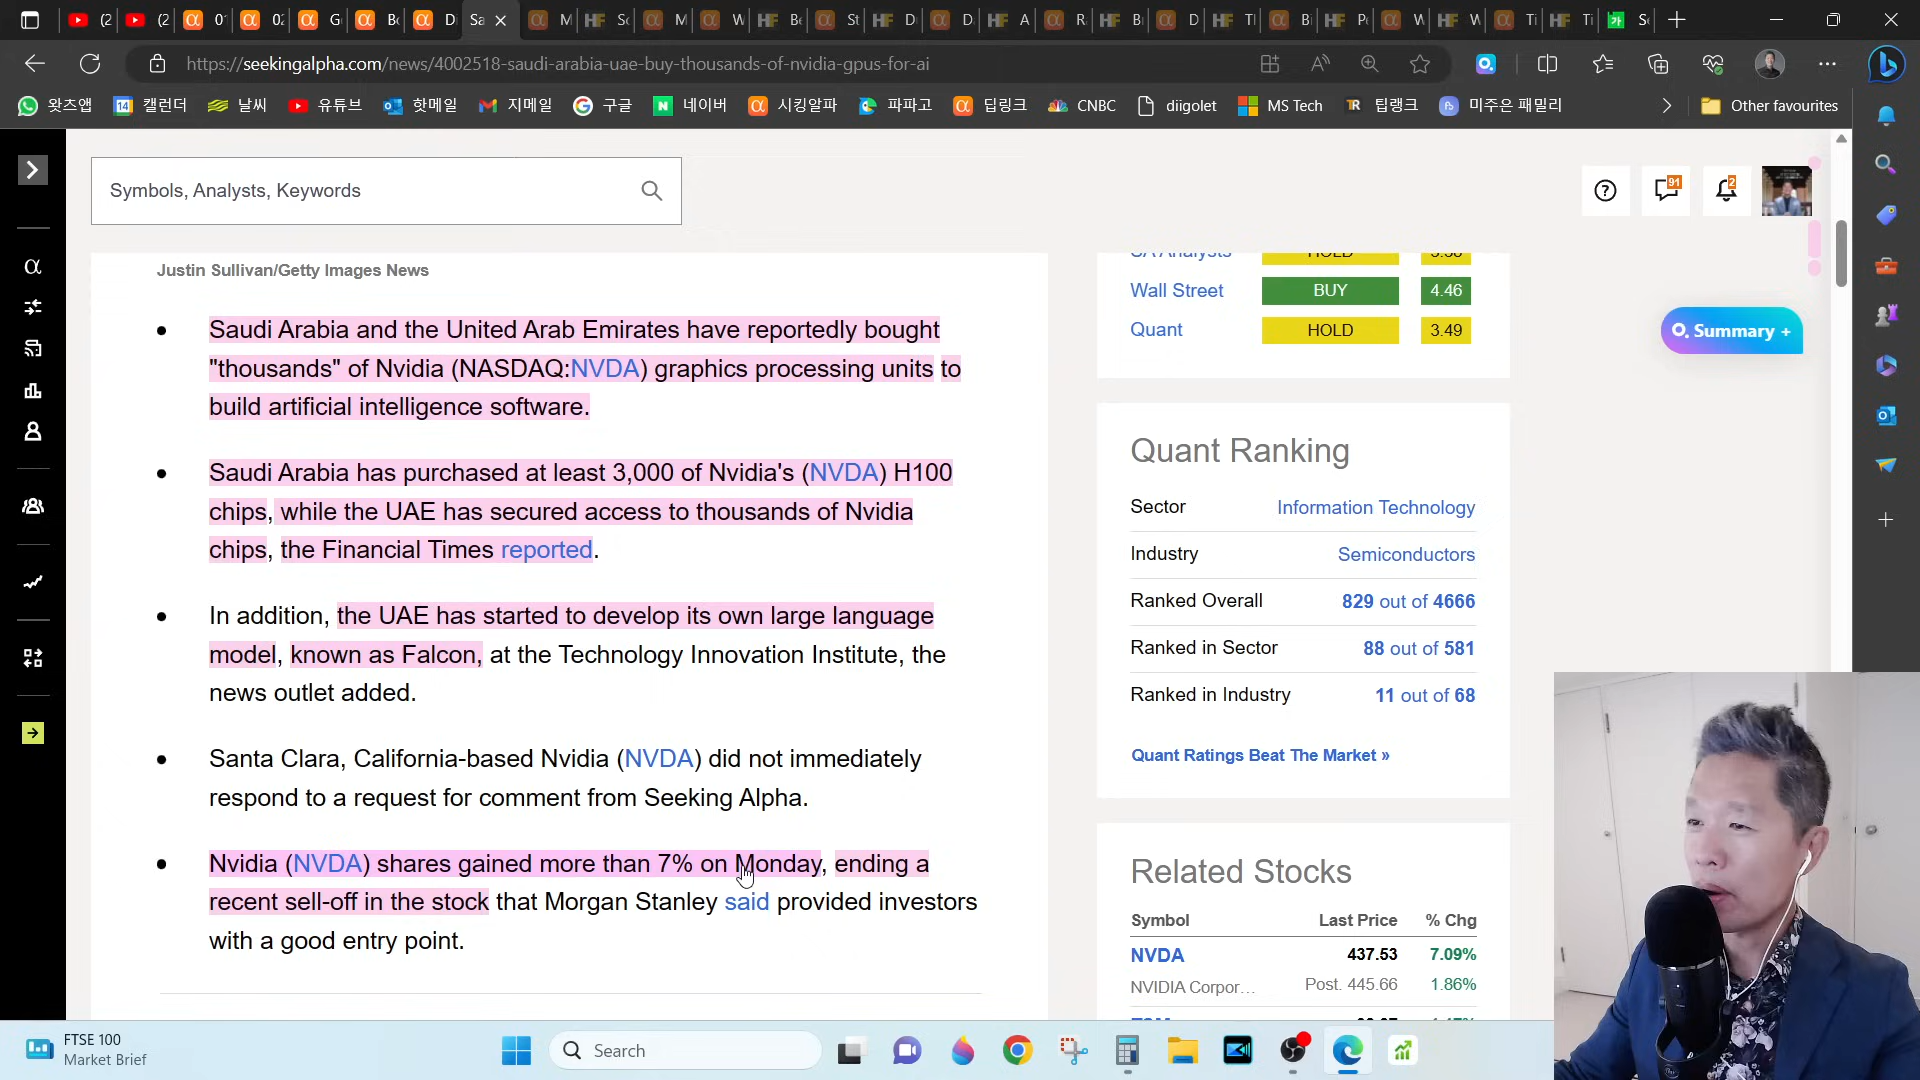 https://seekingalpha.com/news/4002518-saudi-arabia-uae-buy-thousands-of-nvidia-gpus-for-ai
왓츠앱 캘린더 날씨 유튜브 핫메일 지메일 구글 네이버 시킹알파 파파고 딥링크 CNBC diigolet MS Tech 팁랭크 미주은 패밀리 Other favourites
Symbols, Analysts, Keywords
91
2
Justin Sullivan/Getty Images News
Saudi Arabia and the United Arab Emirates have reportedly bought
"thousands" of Nvidia (NASDAQ:NVDA) graphics processing units to
build artificial intelligence software.
Saudi Arabia has purchased at least 3,000 of Nvidia's (NVDA) H100
chips, while the UAE has secured access to thousands of Nvidia
chips, the Financial Times reported.
In addition, the UAE has started to develop its own large language
model, known as Falcon, at the Technology Innovation Institute, the
news outlet added.
Santa Clara, California-based Nvidia (NVDA) did not immediately
respond to a request for comment from Seeking Alpha.
Nvidia (NVDA) shares gained more than 7% on Monday, ending a
recent sell-off in the stock that Morgan Stanley said provided investors
with a good entry point.
SA Analysts HOLD
Wall Street BUY 4.46
Quant HOLD 3.49
Summary +
Quant Ranking
Sector Information Technology
Industry Semiconductors
Ranked Overall 829 out of 4666
Ranked in Sector 88 out of 581
Ranked in Industry 11 out of 68
Quant Ratings Beat The Market »
Related Stocks
Symbol Last Price % Chg
NVDA 437.53 7.09%
NVIDIA Corpor... Post. 445.66 1.86%
FTSE 100
Market Brief
Search